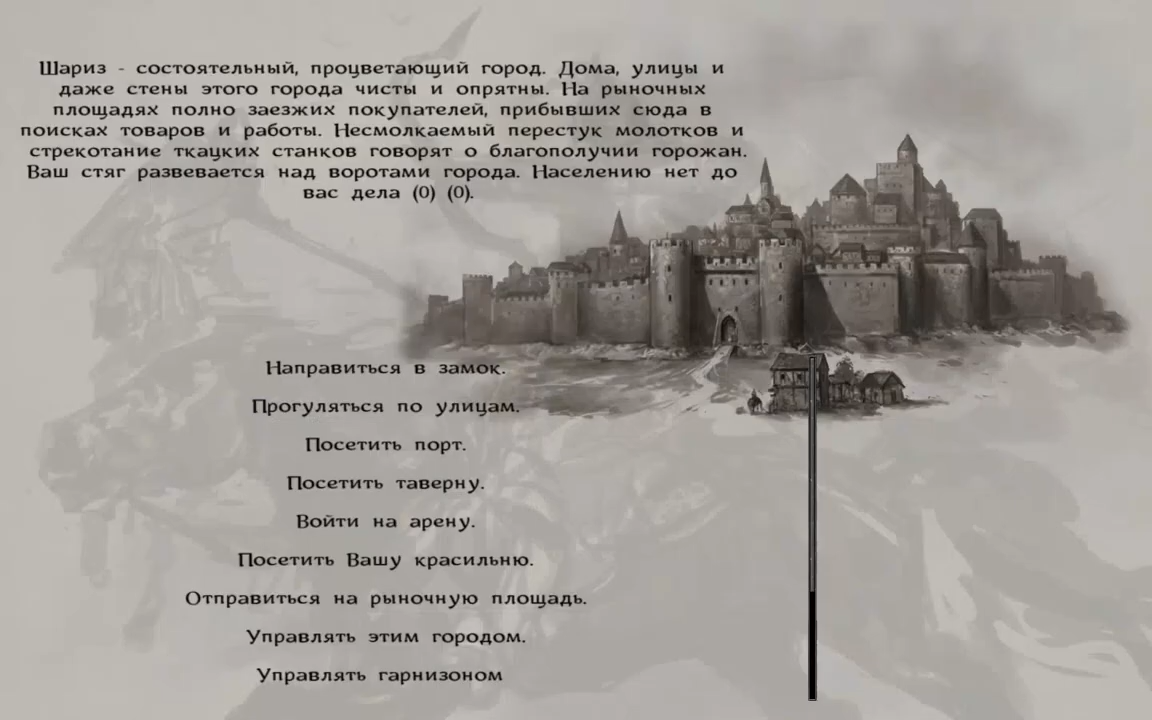 Шариз - состоятельный, процветающий город. Дома, улицы и
даже стены этого города чисты и опрятны. На рыночных
площадях полно заезжих покупателей, прибывших сюда в
поисках товаров и работы. Несмолкаемый перестук молотков и
стрекотание ткацких станков говорят о благополучии горожан.
Ваш стяг развевается над воротами города. Населению нет до
вас дела (0) (0).
Направиться в замок.
Прогуляться по улицам.
Посетить порт.
Посетить таверну.
Войти на арену.
Посетить Вашу красильню.
Отправиться на рыночную площадь.
Управлять этим городом.
Управлять гарнизоном